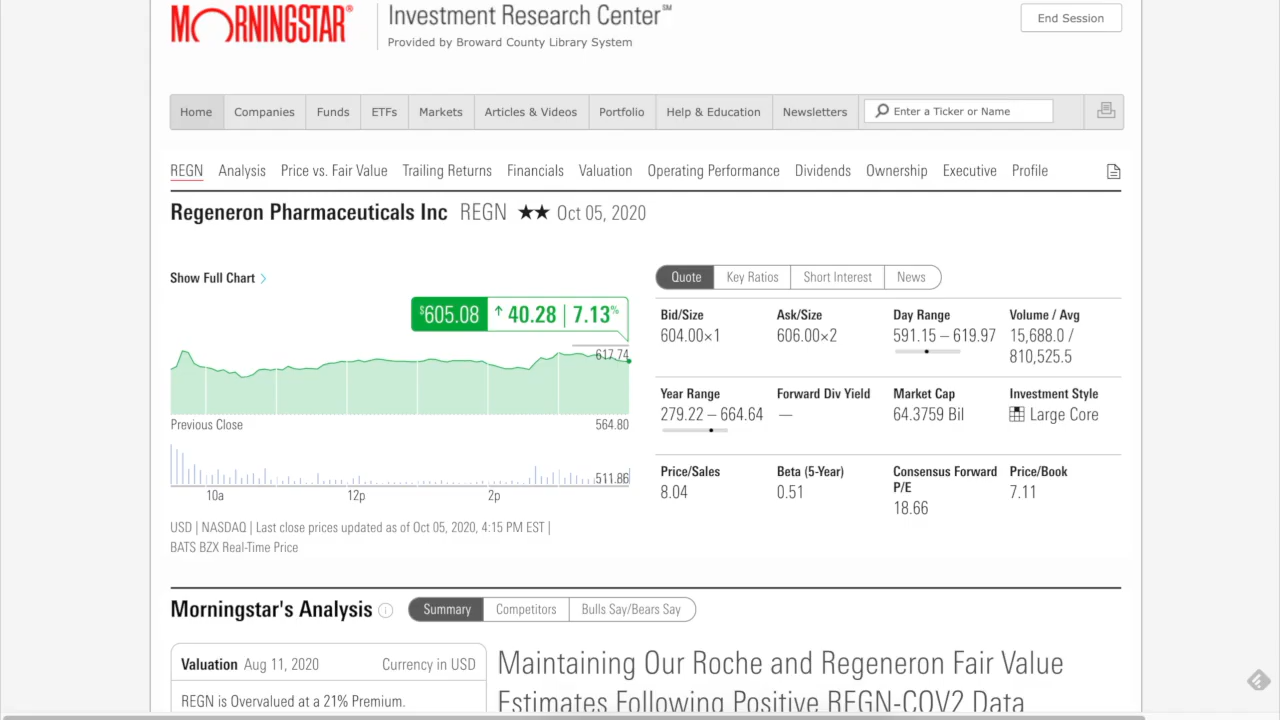 MORNINGSTAR®
Investment Research Center℠
Provided by Broward County Library System
End Session
Home Companies Funds ETFs Markets Articles & Videos Portfolio Help & Education Newsletters Enter a Ticker or Name
REGN Analysis Price vs. Fair Value Trailing Returns Financials Valuation Operating Performance Dividends Ownership Executive Profile
Regeneron Pharmaceuticals Inc REGN ★★ Oct 05, 2020
Show Full Chart >
$605.08 ↑ 40.28 | 7.13%
617.74
Previous Close 564.80
511.86
10a 12p 2p
USD | NASDAQ | Last close prices updated as of Oct 05, 2020, 4:15 PM EST |
BATS BZX Real-Time Price
Quote Key Ratios Short Interest News
Bid/Size Ask/Size Day Range Volume / Avg
604.00×1 606.00×2 591.15 – 619.97 15,688.0 /
810,525.5
Year Range Forward Div Yield Market Cap Investment Style
279.22 – 664.64 — 64.3759 Bil Large Core
Price/Sales Beta (5-Year) Consensus Forward Price/Book
P/E
8.04 0.51 18.66 7.11
Morningstar's Analysis Summary Competitors Bulls Say/Bears Say
Valuation Aug 11, 2020 Currency in USD
REGN is Overvalued at a 21% Premium.
Maintaining Our Roche and Regeneron Fair Value
Estimates Following Positive REGN-COV2 Data